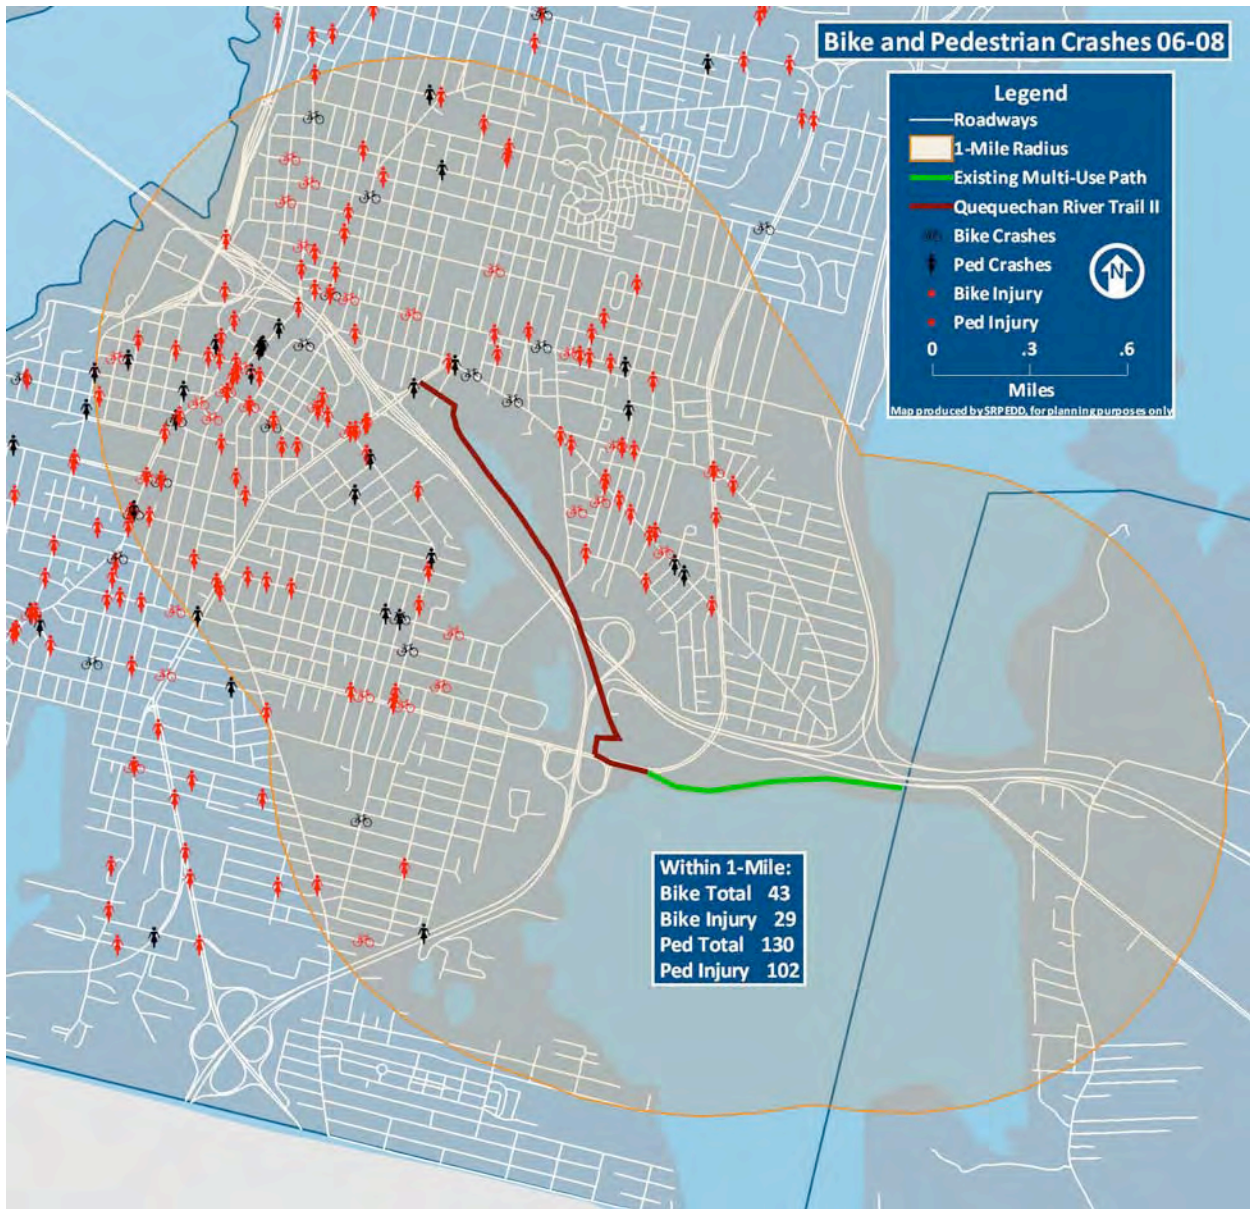 Bike and Pedestrian Crashes 06-08
Legend
Roadways
1-Mile Radius
Existing Multi-Use Path
Quequechan River Trail II
Bike Crashes
Ped Crashes
Bike Injury
Ped Injury
N
0 .3 .6
Miles
Map produced by SRPEDD, for planning purposes only
Within 1-Mile:
Bike Total 43
Bike Injury 29
Ped Total 130
Ped Injury 102